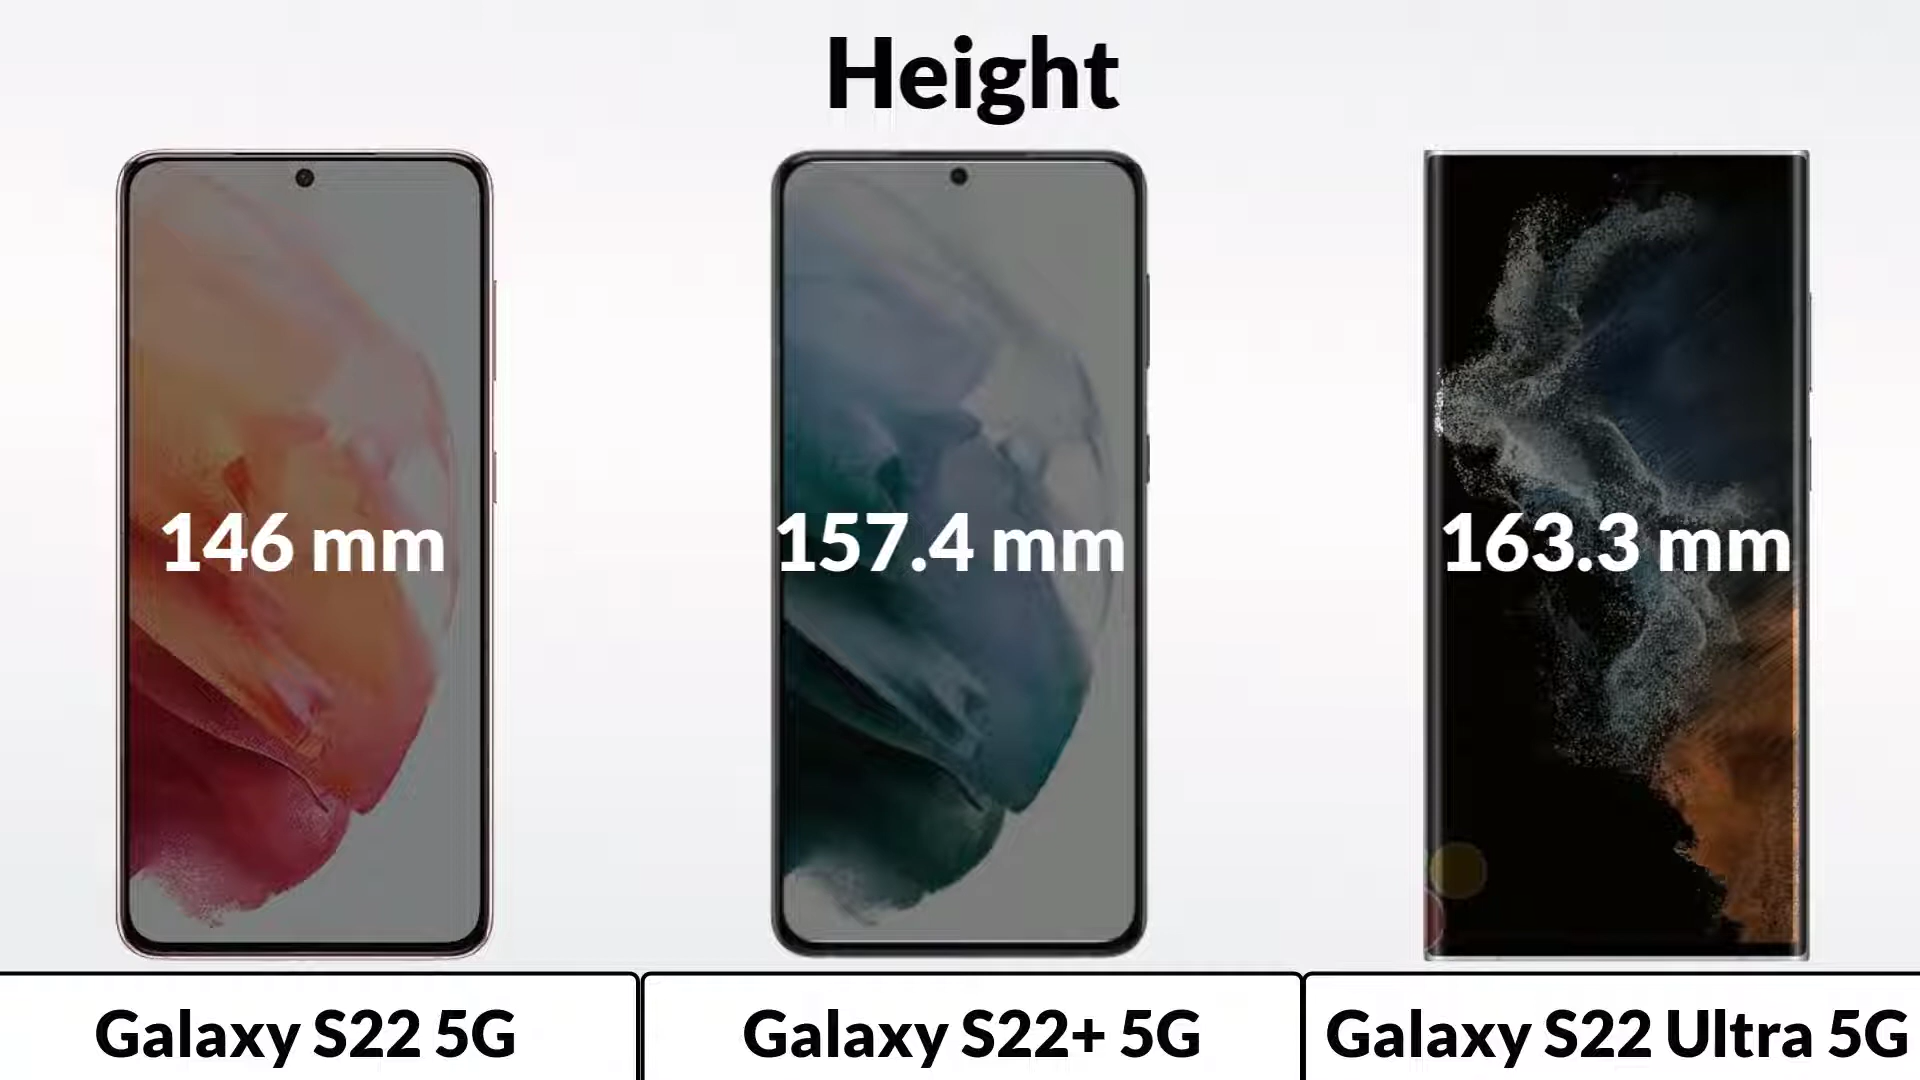 Height
146 mm
157.4 mm
163.3 mm
Galaxy S22 5G
Galaxy S22+ 5G
Galaxy S22 Ultra 5G